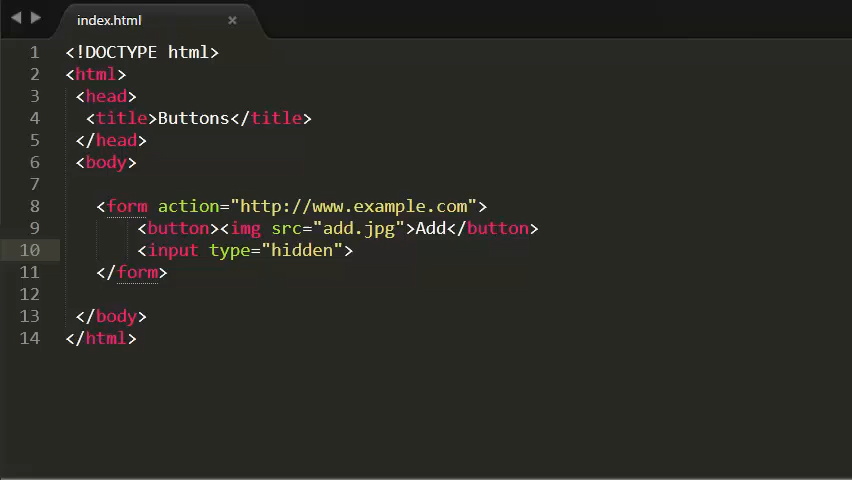 index.html
1 <!DOCTYPE html>
2 <html>
3 <head>
4 <title>Buttons</title>
5 </head>
6 <body>
7
8 <form action="http://www.example.com">
9 <button><img src="add.jpg">Add</button>
10 <input type="hidden">
11 </form>
12
13 </body>
14 </html>